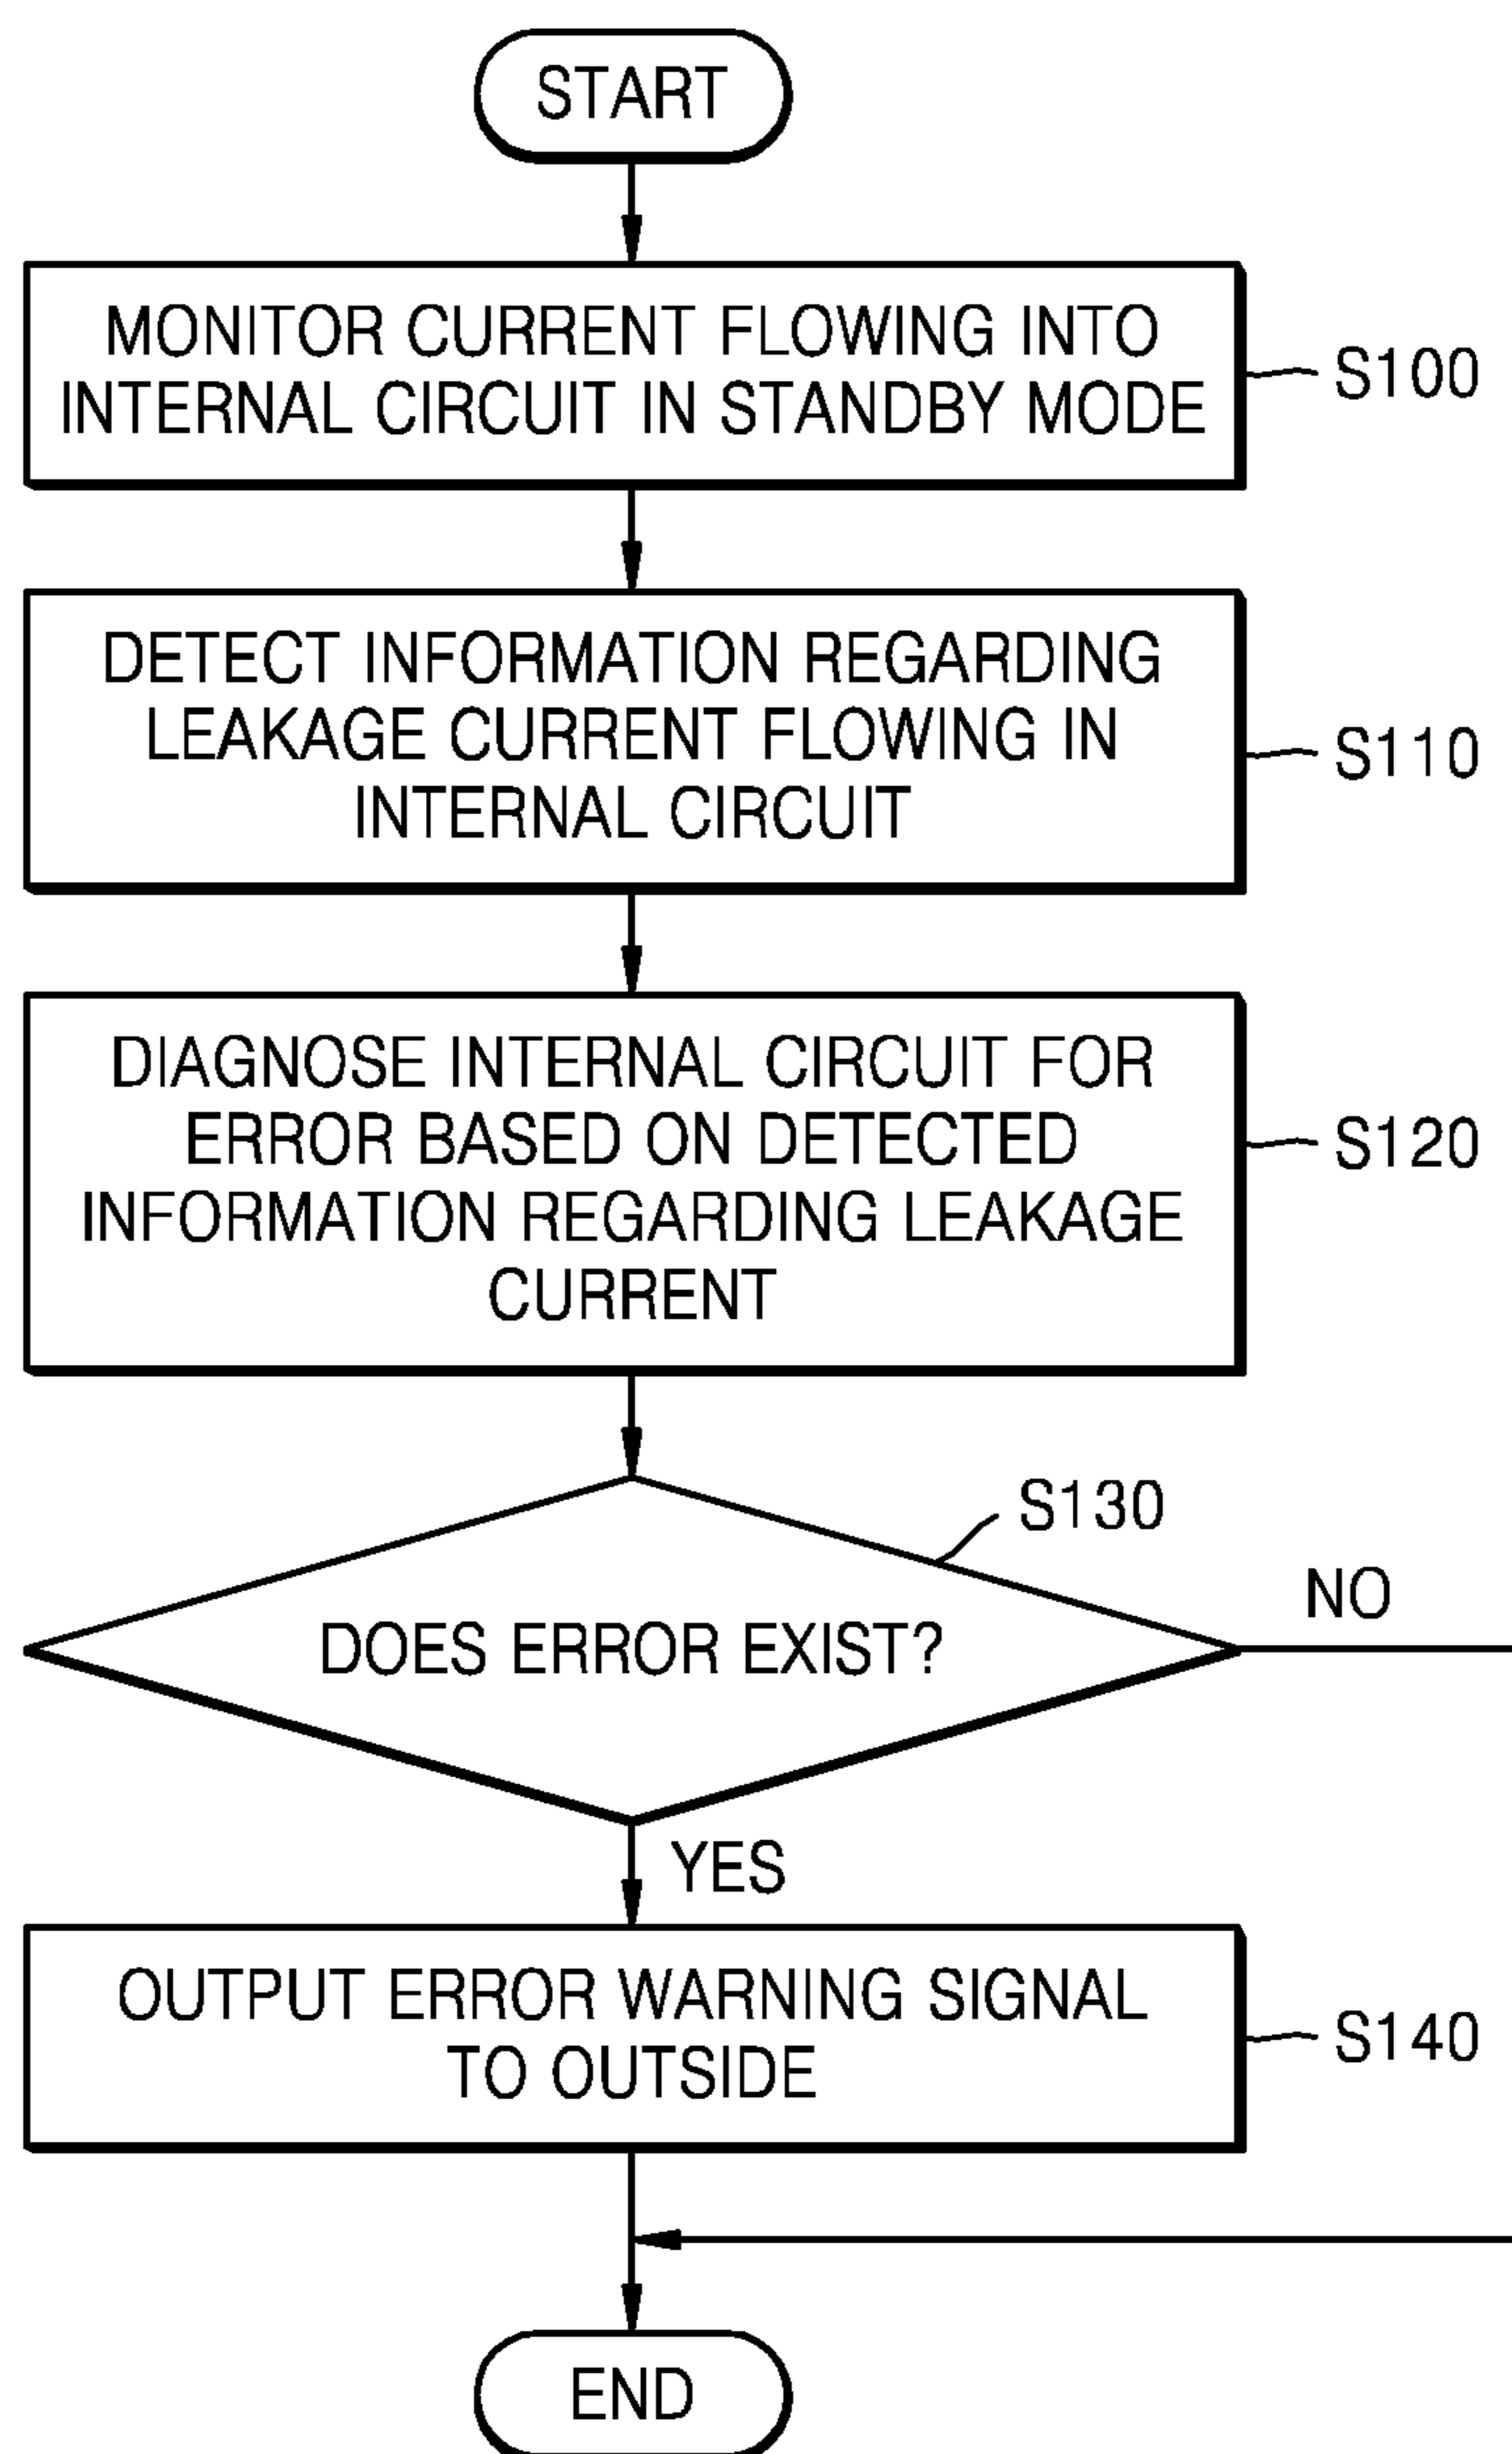 START
MONITOR CURRENT FLOWING INTO
INTERNAL CIRCUIT IN STANDBY MODE
S100
DETECT INFORMATION REGARDING
LEAKAGE CURRENT FLOWING IN
INTERNAL CIRCUIT
S110
DIAGNOSE INTERNAL CIRCUIT FOR
ERROR BASED ON DETECTED
INFORMATION REGARDING LEAKAGE
CURRENT
S120
S130
DOES ERROR EXIST?
NO
YES
OUTPUT ERROR WARNING SIGNAL
TO OUTSIDE
S140
END